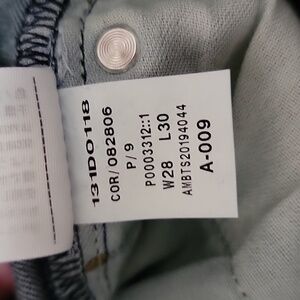 131D0118
COR/082806
P/9
P0003312::1
W28 L30
AMBTS20194044
A-009